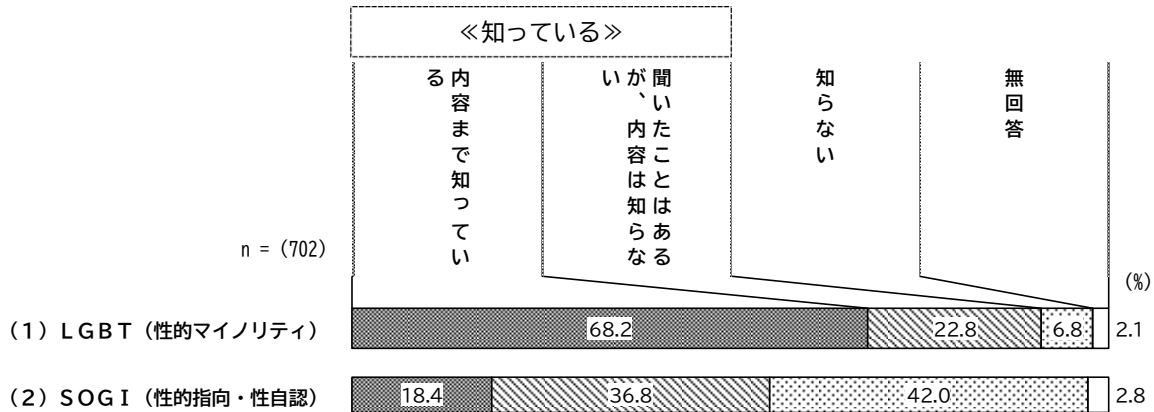 ≪知っている≫
内容まで知ってい
る
聞いたことはある
が、内容は知らな
い
知らない
無回答
n = (702)
(%)
(1) LGBT (性的マイノリティ)
68.2
22.8
6.8
2.1
(2) SOGI (性的指向・性自認)
18.4
36.8
42.0
2.8